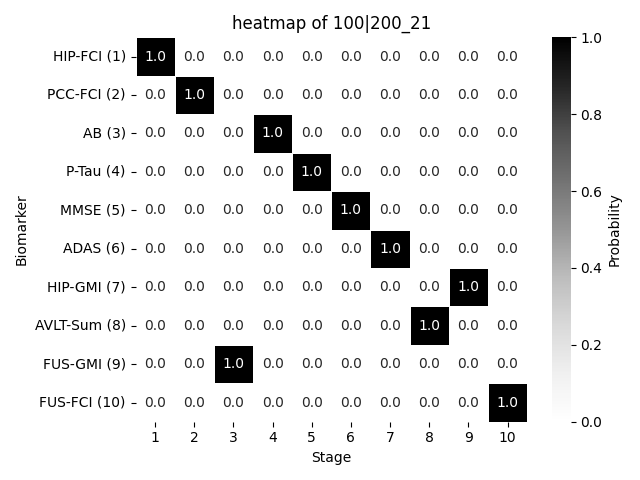 heatmap of 100|200_21
HIP-FCI (1) 1.0 0.0 0.0 0.0 0.0 0.0 0.0 0.0 0.0 0.0
PCC-FCI (2) 0.0 1.0 0.0 0.0 0.0 0.0 0.0 0.0 0.0 0.0
AB (3) 0.0 0.0 0.0 1.0 0.0 0.0 0.0 0.0 0.0 0.0
P-Tau (4) 0.0 0.0 0.0 0.0 1.0 0.0 0.0 0.0 0.0 0.0
MMSE (5) 0.0 0.0 0.0 0.0 0.0 1.0 0.0 0.0 0.0 0.0
ADAS (6) 0.0 0.0 0.0 0.0 0.0 0.0 1.0 0.0 0.0 0.0
HIP-GMI (7) 0.0 0.0 0.0 0.0 0.0 0.0 0.0 0.0 1.0 0.0
AVLT-Sum (8) 0.0 0.0 0.0 0.0 0.0 0.0 0.0 1.0 0.0 0.0
FUS-GMI (9) 0.0 0.0 1.0 0.0 0.0 0.0 0.0 0.0 0.0 0.0
FUS-FCI (10) 0.0 0.0 0.0 0.0 0.0 0.0 0.0 0.0 0.0 1.0
1 2 3 4 5 6 7 8 9 10
Stage
Biomarker
1.0
0.8
0.6
0.4
0.2
0.0
Probability